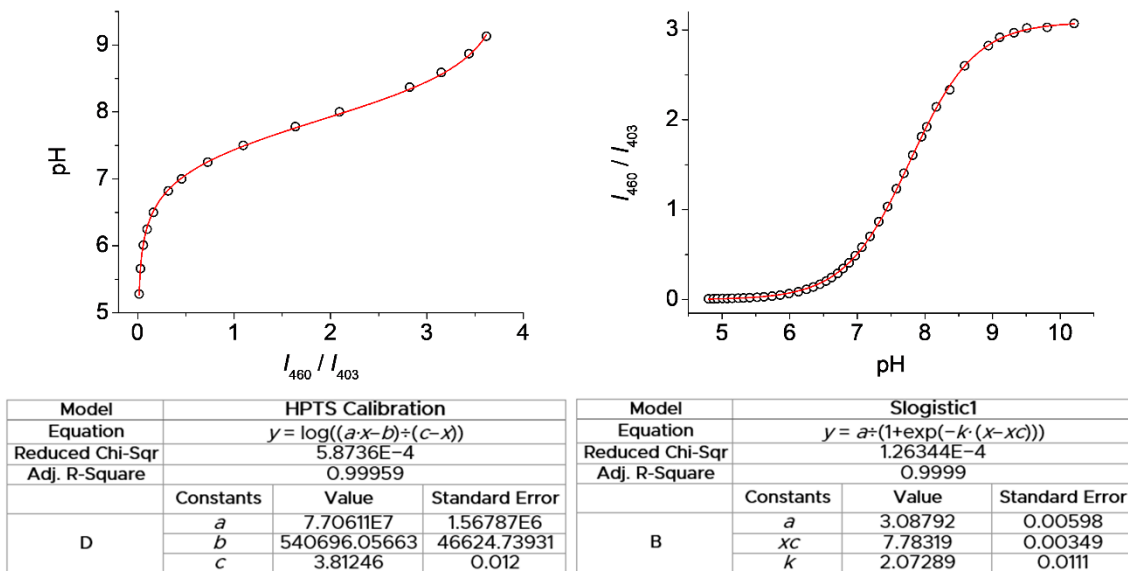 9
8
7
6
5
pH
0 1 2 3 4
I460 / I403
3
2
1
0
I460 / I403
5 6 7 8 9 10
pH
Model HPTS Calibration
Equation y = log((a·x−b)÷(c−x))
Reduced Chi-Sqr 5.8736E−4
Adj. R-Square 0.99959
Constants Value Standard Error
D
a 7.70611E7 1.56787E6
b 540696.05663 46624.73931
c 3.81246 0.012
Model Slogistic1
Equation y = a÷(1+exp(−k·(x−xc)))
Reduced Chi-Sqr 1.26344E−4
Adj. R-Square 0.9999
Constants Value Standard Error
B
a 3.08792 0.00598
xc 7.78319 0.00349
k 2.07289 0.0111